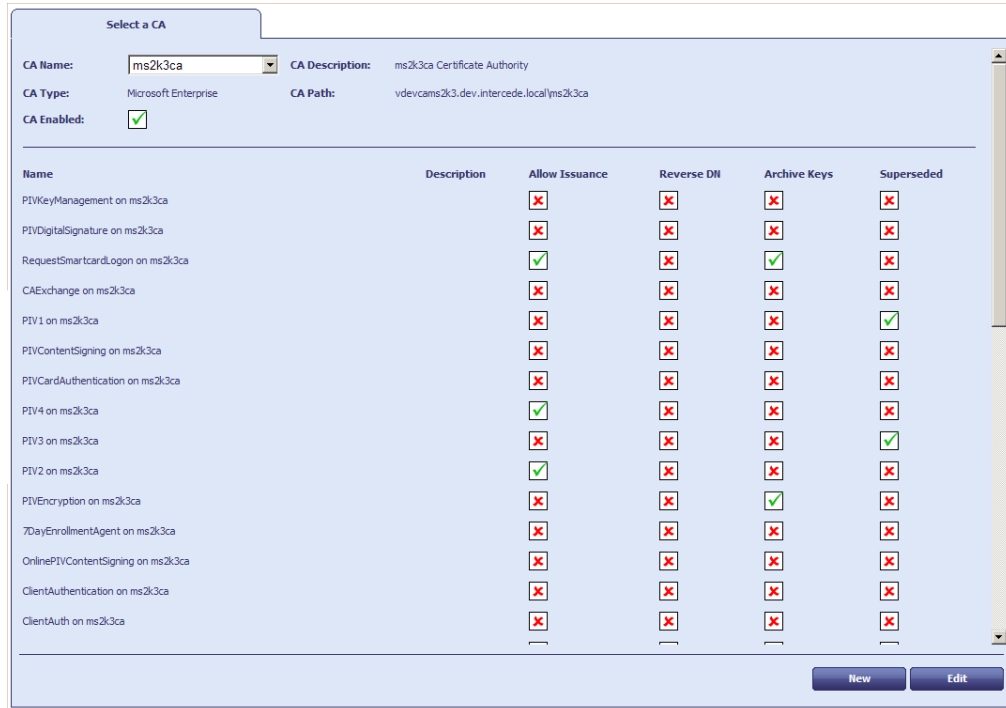 Select a CA
CA Name: ms2k3ca CA Description: ms2k3ca Certificate Authority
CA Type: Microsoft Enterprise CA Path: vdevcams2k3.dev.intercede.local\ms2k3ca
CA Enabled:
Name Description Allow Issuance Reverse DN Archive Keys Superseded
PIVKeyManagement on ms2k3ca
PIVDigitalSignature on ms2k3ca
RequestSmartcardLogon on ms2k3ca
CAExchange on ms2k3ca
PIV1 on ms2k3ca
PIVContentSigning on ms2k3ca
PIVCardAuthentication on ms2k3ca
PIV4 on ms2k3ca
PIV3 on ms2k3ca
PIV2 on ms2k3ca
PIVEncryption on ms2k3ca
7DayEnrollmentAgent on ms2k3ca
OnlinePIVContentSigning on ms2k3ca
ClientAuthentication on ms2k3ca
ClientAuth on ms2k3ca
New Edit